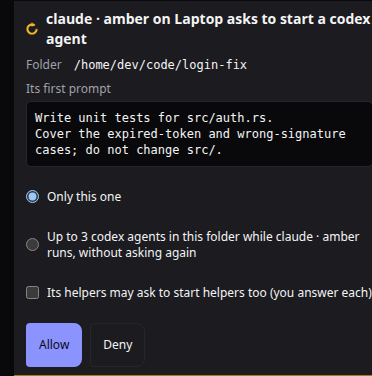 claude · amber on Laptop asks to start a codex
agent
Folder /home/dev/code/login-fix
Its first prompt
Write unit tests for src/auth.rs.
Cover the expired-token and wrong-signature
cases; do not change src/.
Only this one
Up to 3 codex agents in this folder while claude · amber
runs, without asking again
Its helpers may ask to start helpers too (you answer each)
Allow Deny